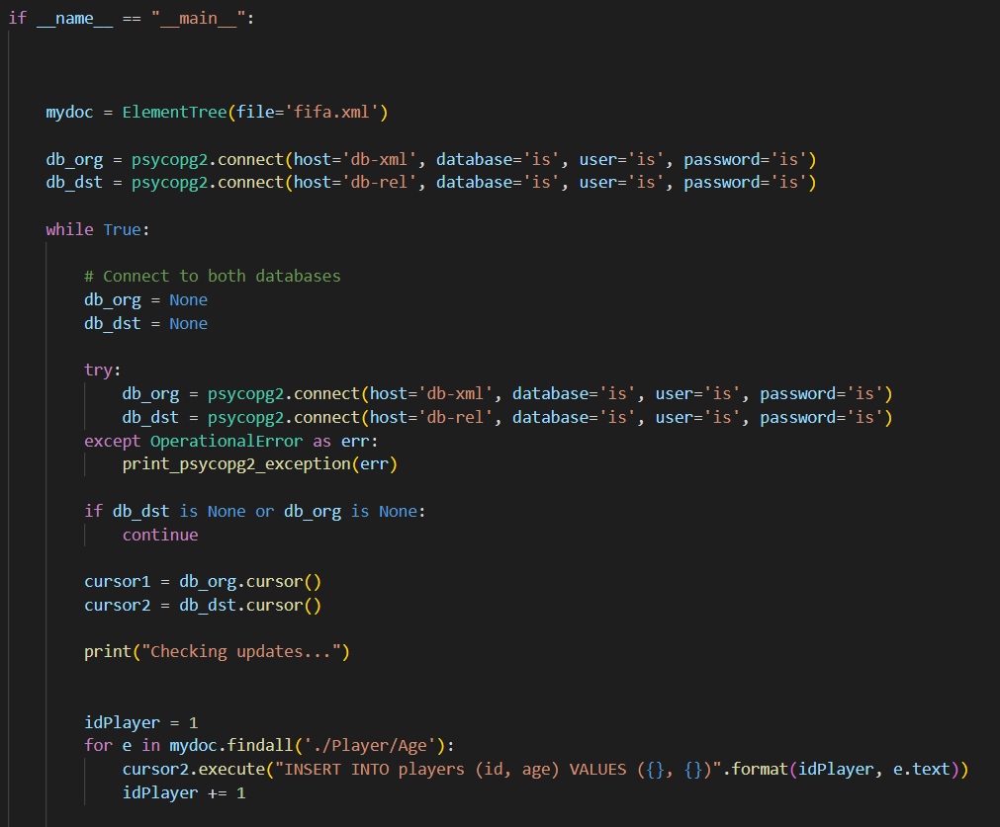 if __name__ == "__main__":
mydoc = ElementTree(file='fifa.xml')
db_org = psycopg2.connect(host='db-xml', database='is', user='is', password='is')
db_dst = psycopg2.connect(host='db-rel', database='is', user='is', password='is')
while True:
# Connect to both databases
db_org = None
db_dst = None
try:
db_org = psycopg2.connect(host='db-xml', database='is', user='is', password='is')
db_dst = psycopg2.connect(host='db-rel', database='is', user='is', password='is')
except OperationalError as err:
print_psycopg2_exception(err)
if db_dst is None or db_org is None:
continue
cursor1 = db_org.cursor()
cursor2 = db_dst.cursor()
print("Checking updates...")
idPlayer = 1
for e in mydoc.findall('./Player/Age'):
cursor2.execute("INSERT INTO players (id, age) VALUES ({}, {})".format(idPlayer, e.text))
idPlayer += 1